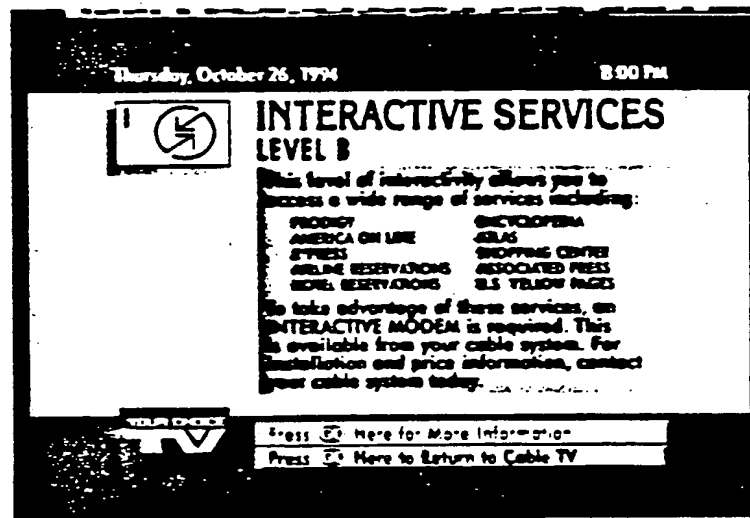 Thursday, October 26, 1994
8:00 PM
INTERACTIVE SERVICES
LEVEL B
This level of interactivity allows you to
access a wide range of services including:
PRODIGY
ENCYCLOPEDIA
AMERICA ON LINE
ATLAS
X*PRESS
SHOPPING CENTER
AIRLINE RESERVATIONS
ASSOCIATED PRESS
HOTEL RESERVATIONS
U.S. YELLOW PAGES
To take advantage of these services, an
INTERACTIVE MODEM is required. This
is available from your cable system. For
installation and price information, contact
your cable system today.
YOUR CHOICE
TV
Press Here for More Information
Press Here to Return to Cable TV